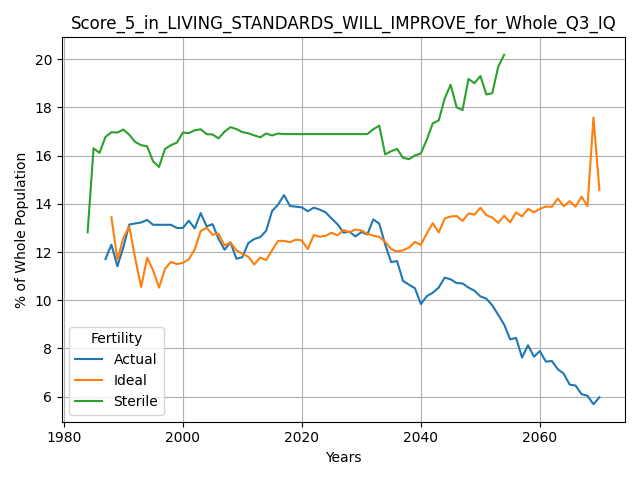 Score_5_in_LIVING_STANDARDS_WILL_IMPROVE_for_Whole_Q3_IQ
% of Whole Population
20
18
16
14
12
10
8
6
Fertility
Actual
Ideal
Sterile
1980 2000 2020 2040 2060
Years